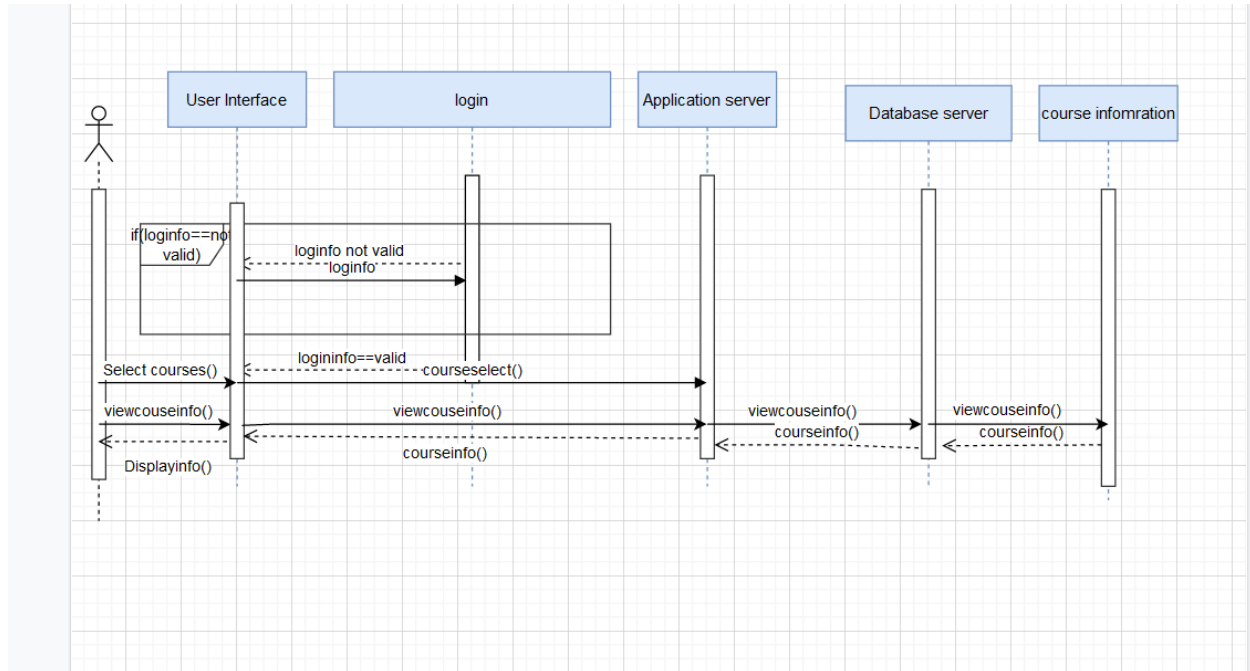 User Interface
login
Application server
Database server
course infomration
if(loginfo==not
valid)
loginfo not valid
loginfo
logininfo==valid
Select courses()
courseselect()
viewcouseinfo()
viewcouseinfo()
viewcouseinfo()
viewcouseinfo()
courseinfo()
courseinfo()
courseinfo()
Displayinfo()